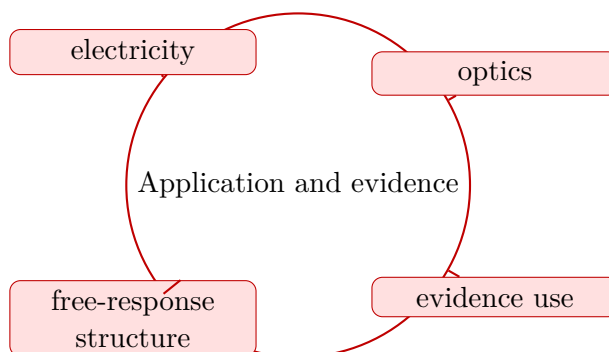 electricity
optics
Application and evidence
free-response
structure
evidence use